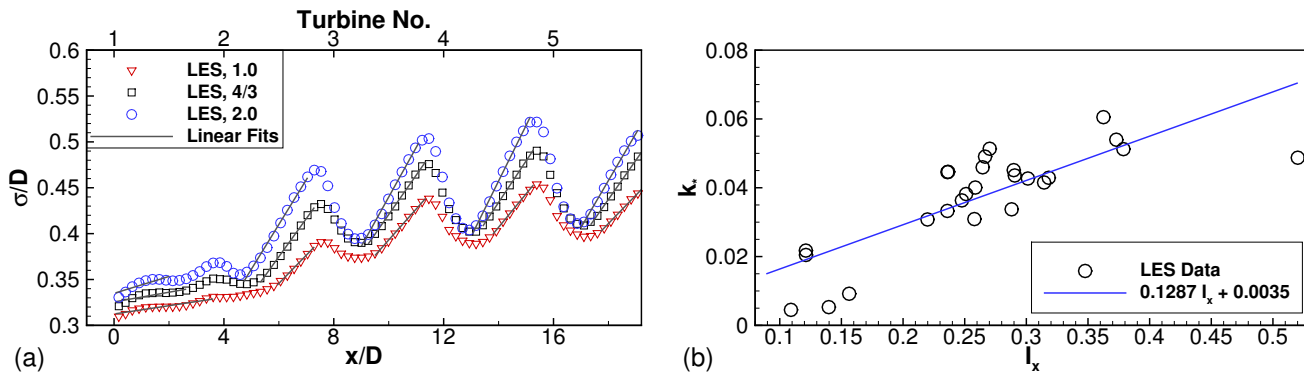 Turbine No.
1 2 3 4 5
0.6
0.55
0.5
0.45
0.4
0.35
0.3
σ/D
LES, 1.0
LES, 4/3
LES, 2.0
Linear Fits
0 4 8 12 16
x/D
(a)
0.08
0.06
0.04
0.02
0
k*
LES Data
0.1287 Ix + 0.0035
0.1 0.15 0.2 0.25 0.3 0.35 0.4 0.45 0.5
Ix
(b)